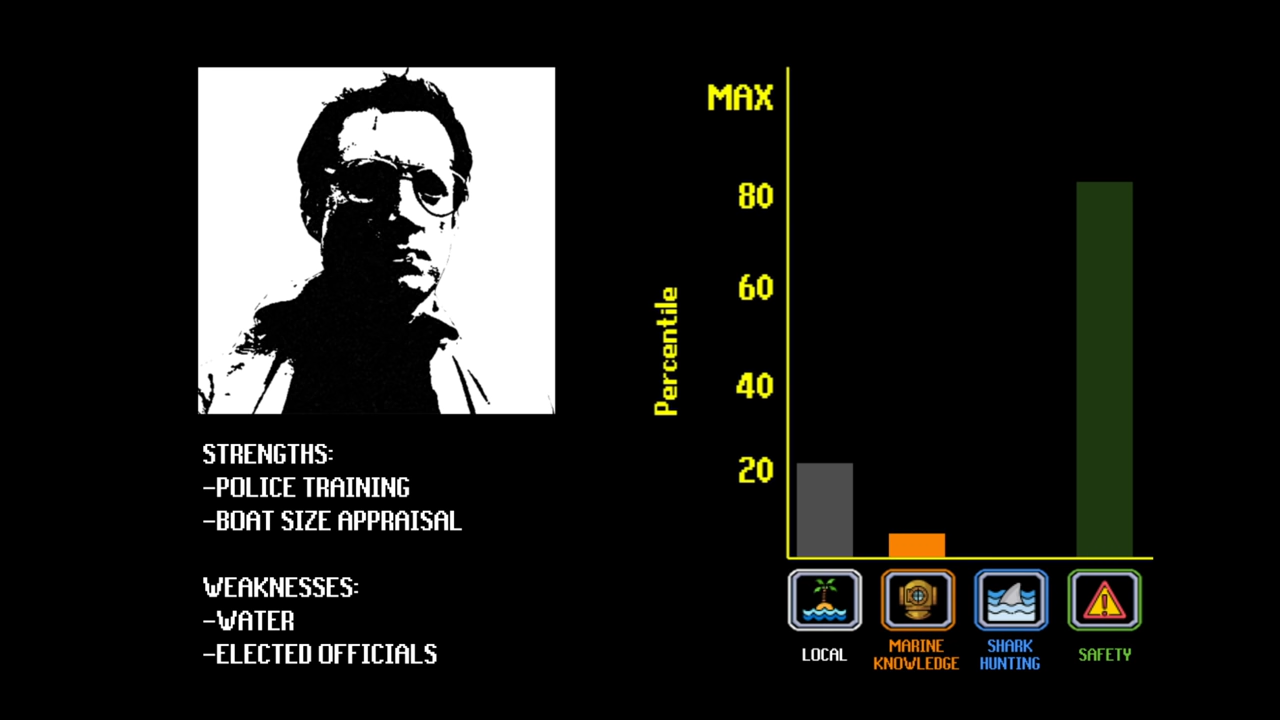 STRENGTHS:
-POLICE TRAINING
-BOAT SIZE APPRAISAL
WEAKNESSES:
-WATER
-ELECTED OFFICIALS
Percentile
MAX
80
60
40
20
LOCAL
MARINE
KNOWLEDGE
SHARK
HUNTING
SAFETY